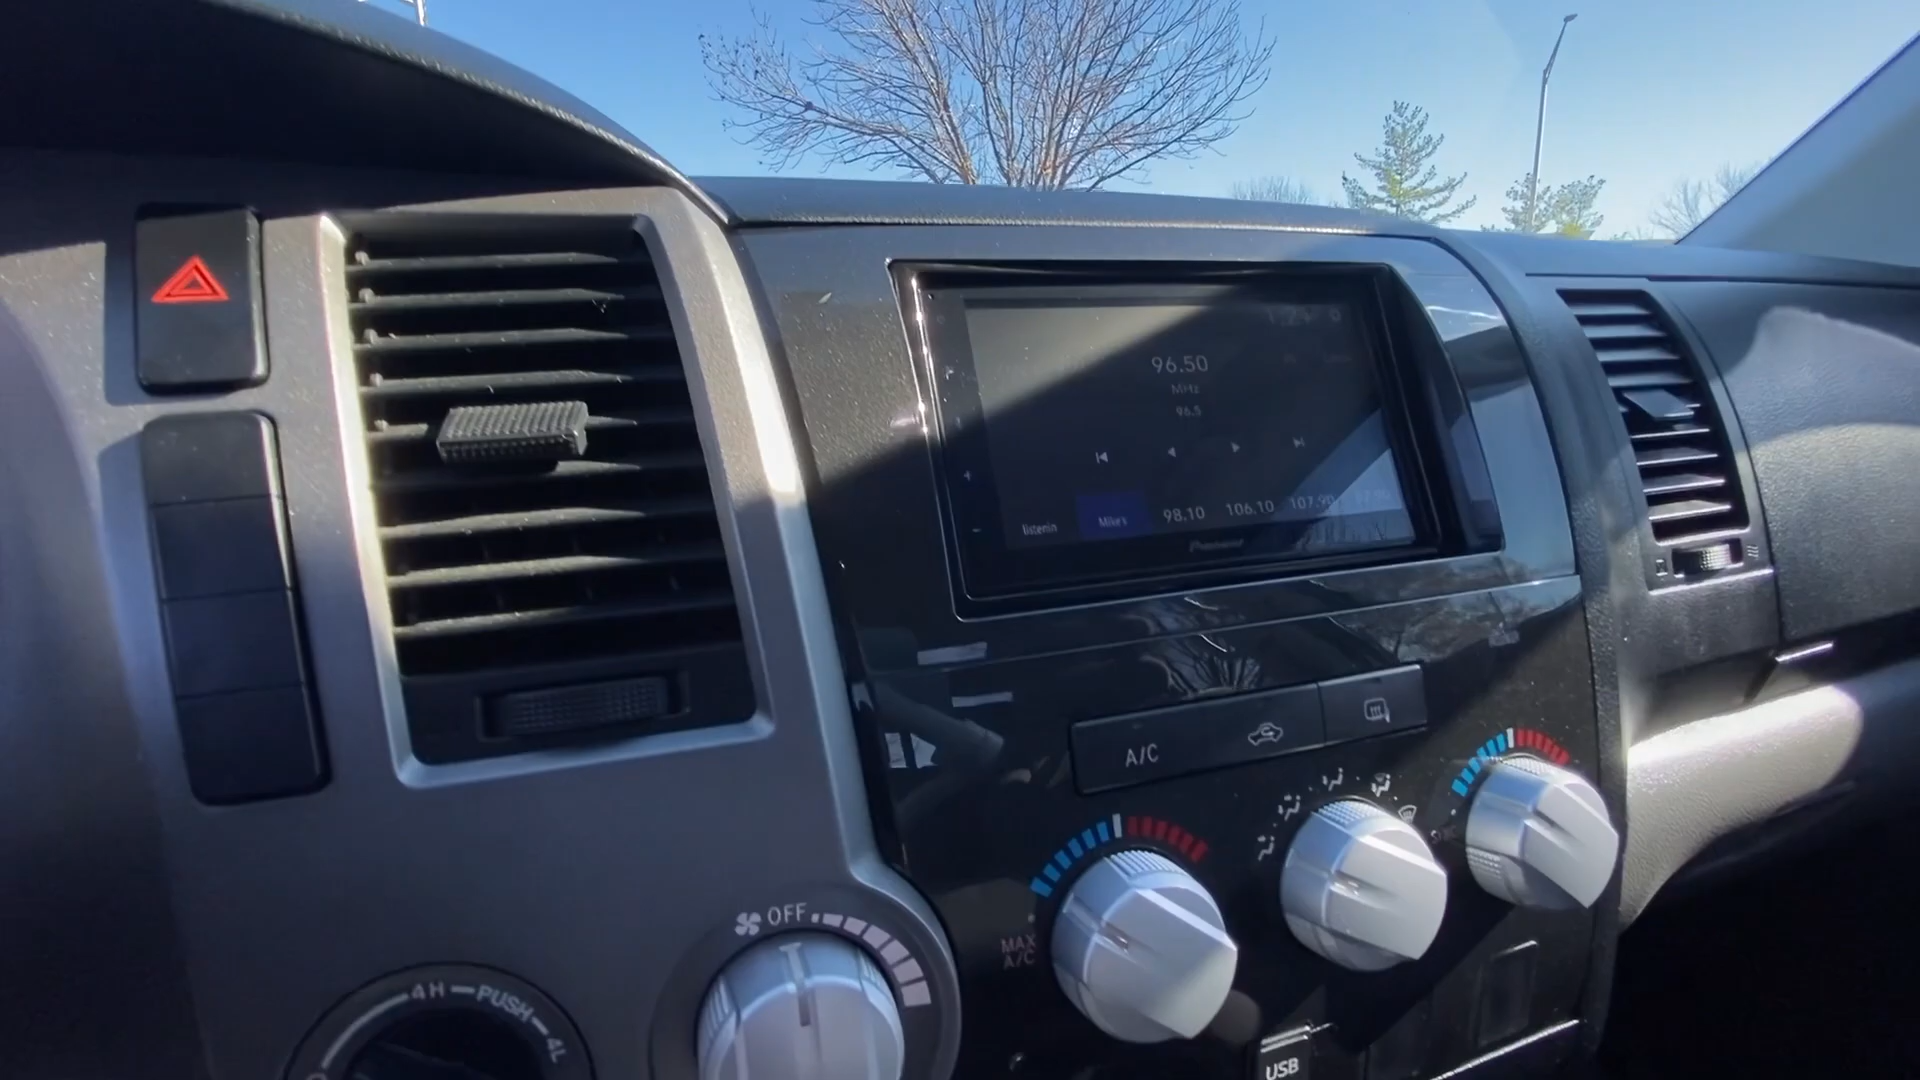 96.50
MHz
96.5
listenin Mike's 98.10 106.10 107.90
Pioneer
A/C
OFF
MAX
A/C
4H PUSH 4L
USB